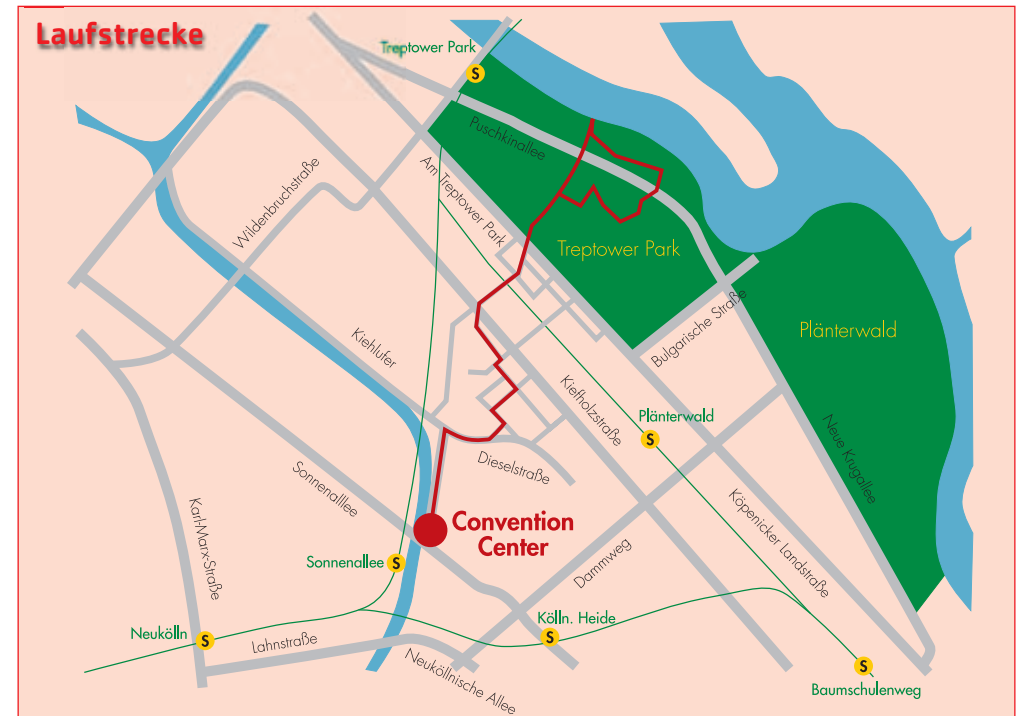 Laufstrecke
Treptower Park
S
Puschkinallee
Am Treptower Park
Wildenbruchstraße
Treptower Park
Bulgarische Straße
Plänterwald
Kiehlufer
Kiefholzstraße
Plänterwald
S
Neue Krugallee
Dieselstraße
Sonnenalllee
Köpenicker Landstraße
Karl-Marx-Straße
Convention
Center
Dammweg
Sonnenallee
S
Kölln. Heide
S
Neukölln
S
Lahnstraße
Neuköllnische Allee
S
Baumschulenweg